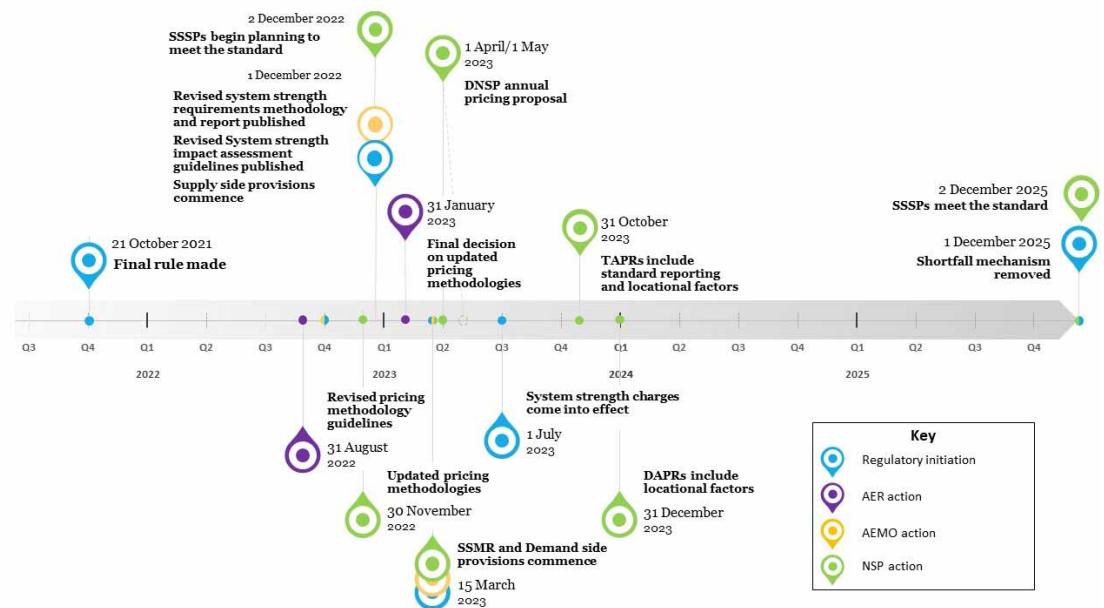 2 December 2022
SSSPs begin planning to
meet the standard
1 December 2022
Revised system strength
requirements methodology
and report published
Revised System strength
impact assessment
guidelines published
Supply side provisions
commence
1 April/1 May
2023
DNSP annual
pricing proposal
21 October 2021
Final rule made
31 January
2023
Final decision
on updated
pricing
methodologies
31 October
2023
TAPRs include
standard reporting
and locational factors
2 December 2025
SSSPs meet the standard
1 December 2025
Shortfall mechanism
removed
Q3 Q4 Q1 Q2 Q3 Q4 Q1 Q2 Q3 Q4 Q1 Q2 Q3 Q4 Q1 Q2 Q3 Q4
2022 2023 2024 2025
Revised pricing
methodology
guidelines
31 August
2022
Updated pricing
methodologies
30 November
2022
SSMR and Demand side
provisions commence
15 March
2023
System strength charges
come into effect
1 July
2023
DAPRs include
locational factors
31 December
2023
Key
Regulatory initiation
AER action
AEMO action
NSP action